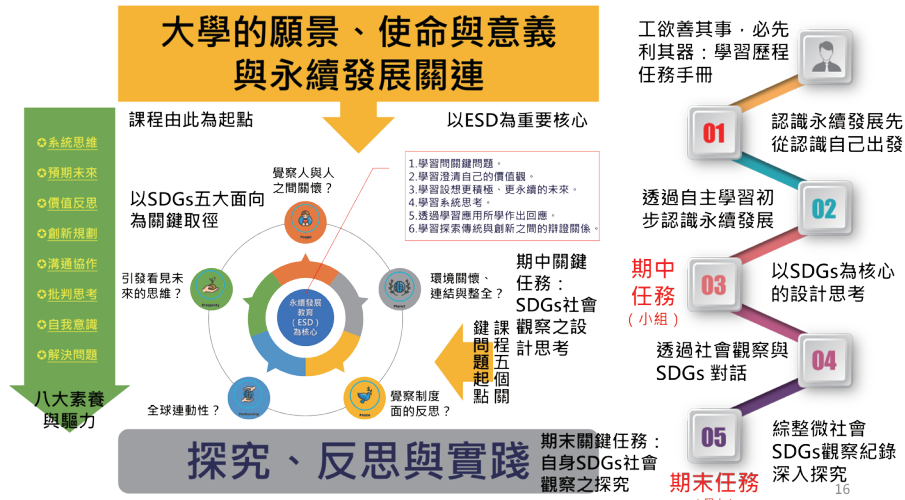 大學的願景、使命與意義
與永續發展關連
課程由此為起點
以ESD為重要核心
✪系統思維
✪預期未來
✪價值反思
✪創新規劃
✪溝通協作
✪批判思考
✪自我意識
✪解決問題
八大素養
與驅力
以SDGs五大面向
為關鍵取徑
覺察人與人
之間關懷？
People
1.學習問關鍵問題。
2.學習澄清自己的價值觀。
3.學習設想更積極、更永續的未來。
4.學習系統思考。
5.透過學習應用所學作出回應。
6.學習探索傳統與創新之間的辯證關係。
引發看見未
來的思維？
Prosperity
環境關懷、
連結與整全？
Planet
永續發展
教育
（ESD）
為核心
全球連動性？
覺察制度
面的反思？
Peace
課程五個關
鍵問題起點
期中關鍵
任務：
SDGs社會
觀察之設
計思考
探究、反思與實踐
期末關鍵任務：
自身SDGs社會
觀察之探究
工欲善其事，必先
利其器：學習歷程
任務手冊
01
認識永續發展先
從認識自己出發
透過自主學習初
步認識永續發展
02
期中
任務
（小組）
03
以SDGs為核心
的設計思考
透過社會觀察與
SDGs 對話
04
05
綜整微社會
SDGs觀察紀錄
深入探究
期末任務
16